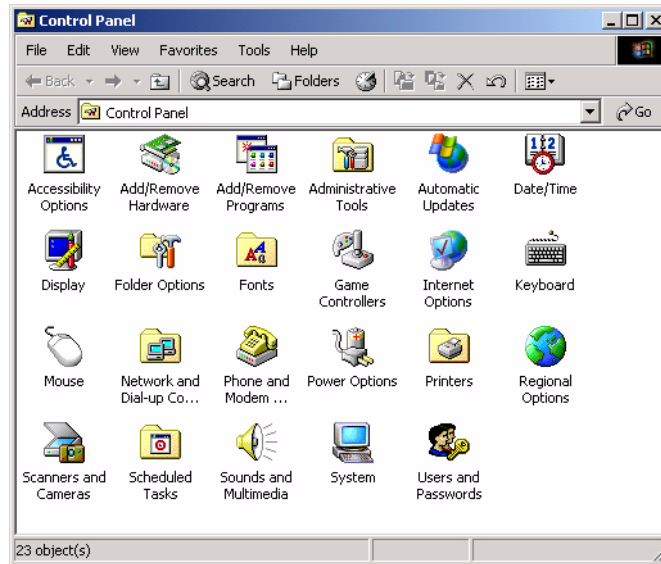 Control Panel
File Edit View Favorites Tools Help
Back Search Folders
Address Control Panel Go
Accessibility Options
Add/Remove Hardware
Add/Remove Programs
Administrative Tools
Automatic Updates
Date/Time
Display
Folder Options
Fonts
Game Controllers
Internet Options
Keyboard
Mouse
Network and Dial-up Co...
Phone and Modem ...
Power Options
Printers
Regional Options
Scanners and Cameras
Scheduled Tasks
Sounds and Multimedia
System
Users and Passwords
23 object(s)